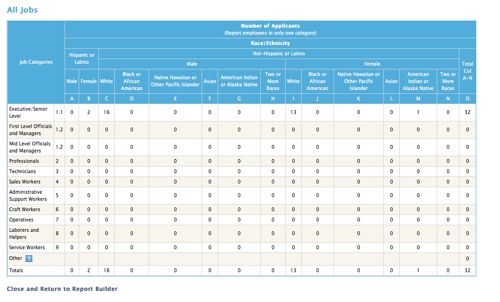 All Jobs
Number of Applicants
(Report employees in only one category)
Race/Ethnicity
Job Categories
Hispanic or Latino
Non-Hispanic or Latino
Total Col A-N
Male
Female
Male Female White Black or African American Native Hawaiian or Other Pacific Islander Asian American Indian or Alaska Native Two or More Races White Black or African American Native Hawaiian or Other Pacific Islander Asian American Indian or Alaska Native Two or More Races
A B C D E F G H I J K L M N O
Executive/Senior Level 1.1 0 2 16 0 0 0 0 0 13 0 0 0 1 0 32
First Level Officials and Managers 1.2 0 0 0 0 0 0 0 0 0 0 0 0 0 0 0
Mid Level Officials and Managers 1.2 0 0 0 0 0 0 0 0 0 0 0 0 0 0 0
Professionals 2 0 0 0 0 0 0 0 0 0 0 0 0 0 0 0
Technicians 3 0 0 0 0 0 0 0 0 0 0 0 0 0 0 0
Sales Workers 4 0 0 0 0 0 0 0 0 0 0 0 0 0 0 0
Administrative Support Workers 5 0 0 0 0 0 0 0 0 0 0 0 0 0 0 0
Craft Workers 6 0 0 0 0 0 0 0 0 0 0 0 0 0 0 0
Operatives 7 0 0 0 0 0 0 0 0 0 0 0 0 0 0 0
Laborers and Helpers 8 0 0 0 0 0 0 0 0 0 0 0 0 0 0 0
Service Workers 9 0 0 0 0 0 0 0 0 0 0 0 0 0 0 0
Other ? 0
Totals 0 2 16 0 0 0 0 0 13 0 0 0 1 0 32
Close and Return to Report Builder